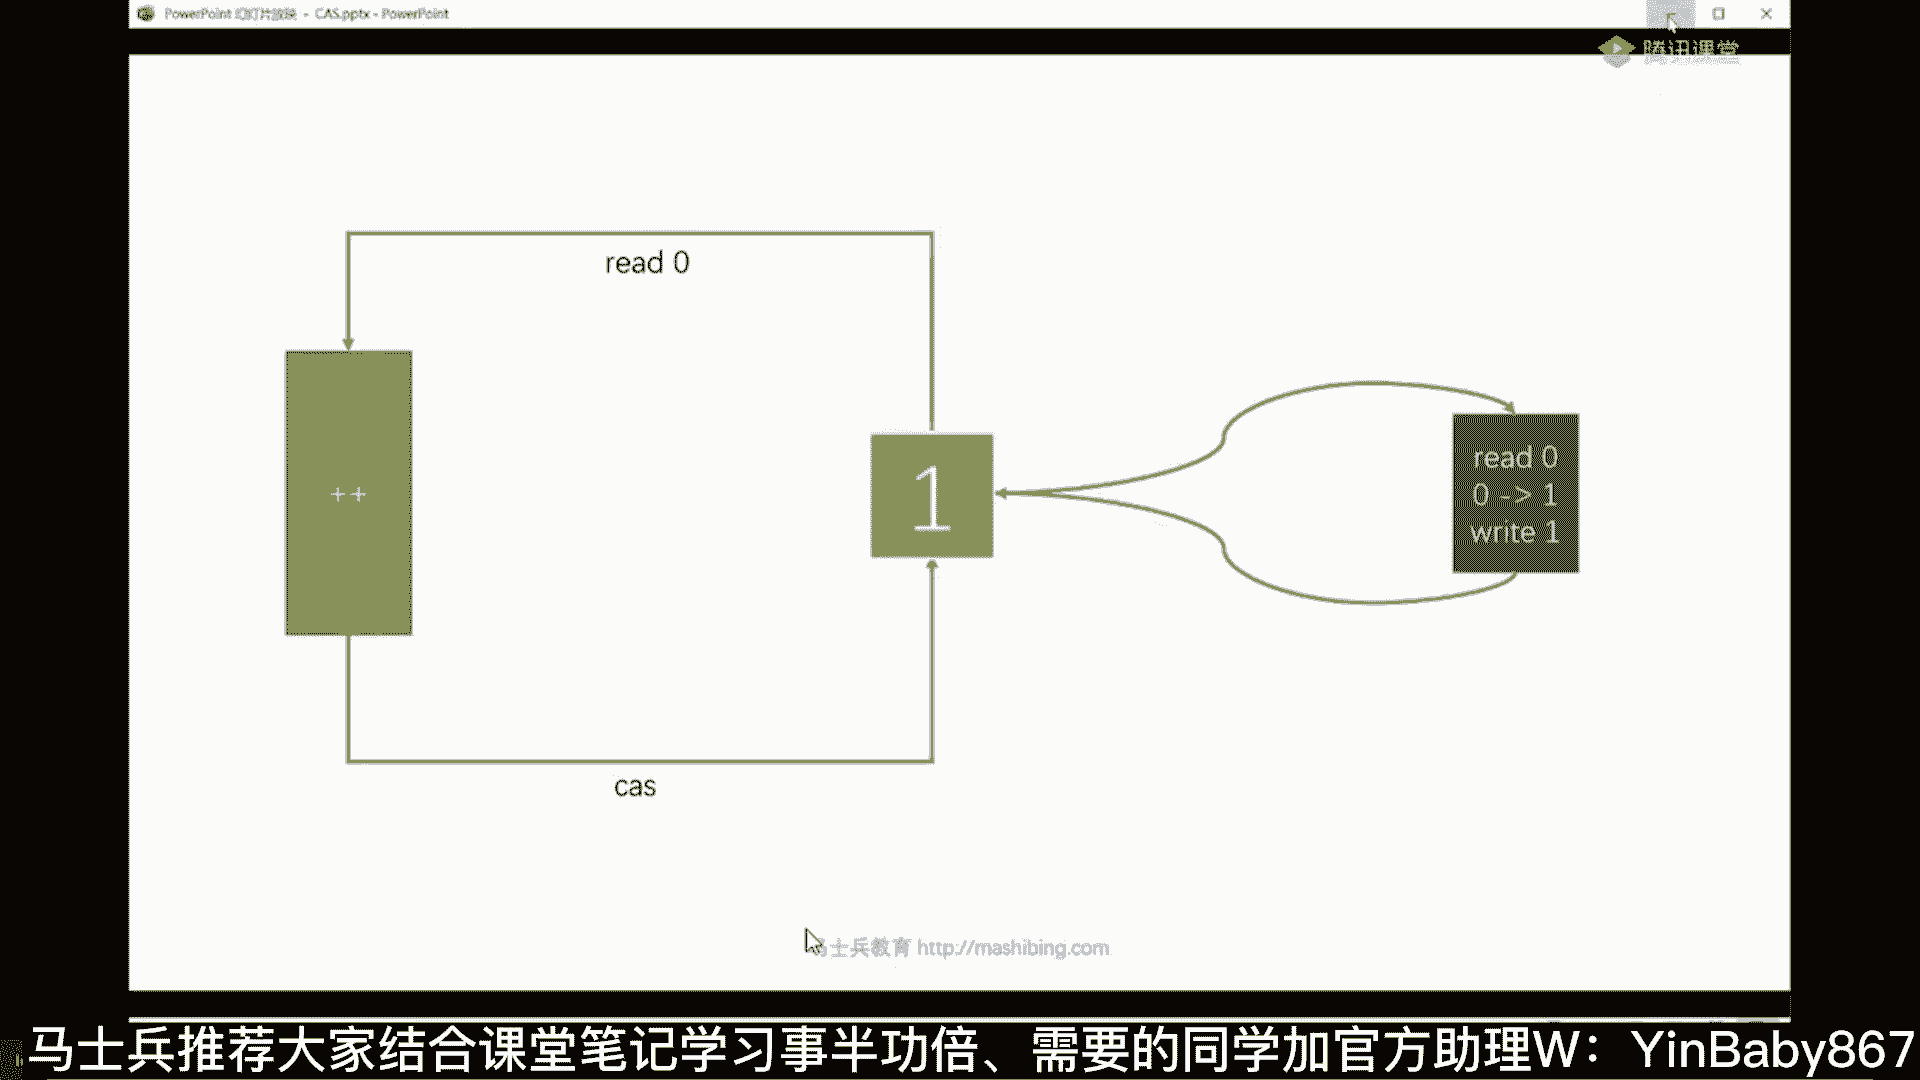 PowerPoint 幻灯片放映 - CAS.pptx - PowerPoint
腾讯课堂
read 0
++
1
read 0
0 -> 1
write 1
cas
马士兵教育 http://mashibing.com
马士兵推荐大家结合课堂笔记学习事半功倍、需要的同学加官方助理W：YinBaby867